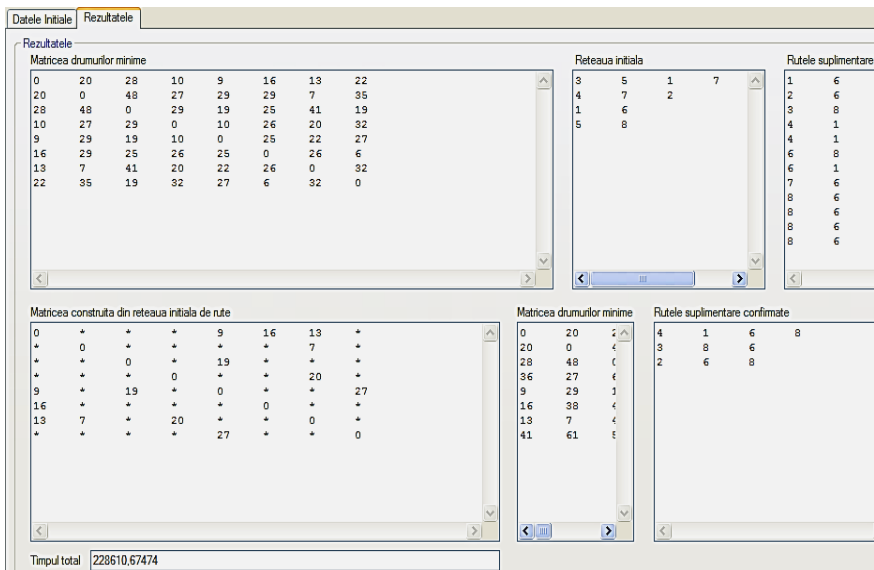 Datele Initiale Rezultatele
Rezultatele
Matricea drumurilor minime
0 20 28 10 9 16 13 22
20 0 48 27 29 29 7 35
28 48 0 29 19 25 41 19
10 27 29 0 10 26 20 32
9 29 19 10 0 25 22 27
16 29 25 26 25 0 26 6
13 7 41 20 22 26 0 32
22 35 19 32 27 6 32 0
Reteaua initiala
3 5 1 7
4 7 2
1 6
5 8
Rutele suplimentare
1 6
2 6
3 8
4 1
4 1
6 8
6 1
7 6
8 6
8 6
8 6
8 6
Matricea construita din reteaua initiala de rute
0 * * * 9 16 13 *
* 0 * * * * 7 *
* * 0 * 19 * * *
* * * 0 * * 20 *
9 * 19 * 0 * * 27
16 * * * * 0 * *
13 7 * 20 * * 0 *
* * * * 27 * * 0
Matricea drumurilor minime
0 20
20 0
28 48
36 27
9 29
16 38
13 7
41 61
Rutele suplimentare confirmate
4 1 6 8
3 8 6
2 6 8
Timpul total 228610,67474